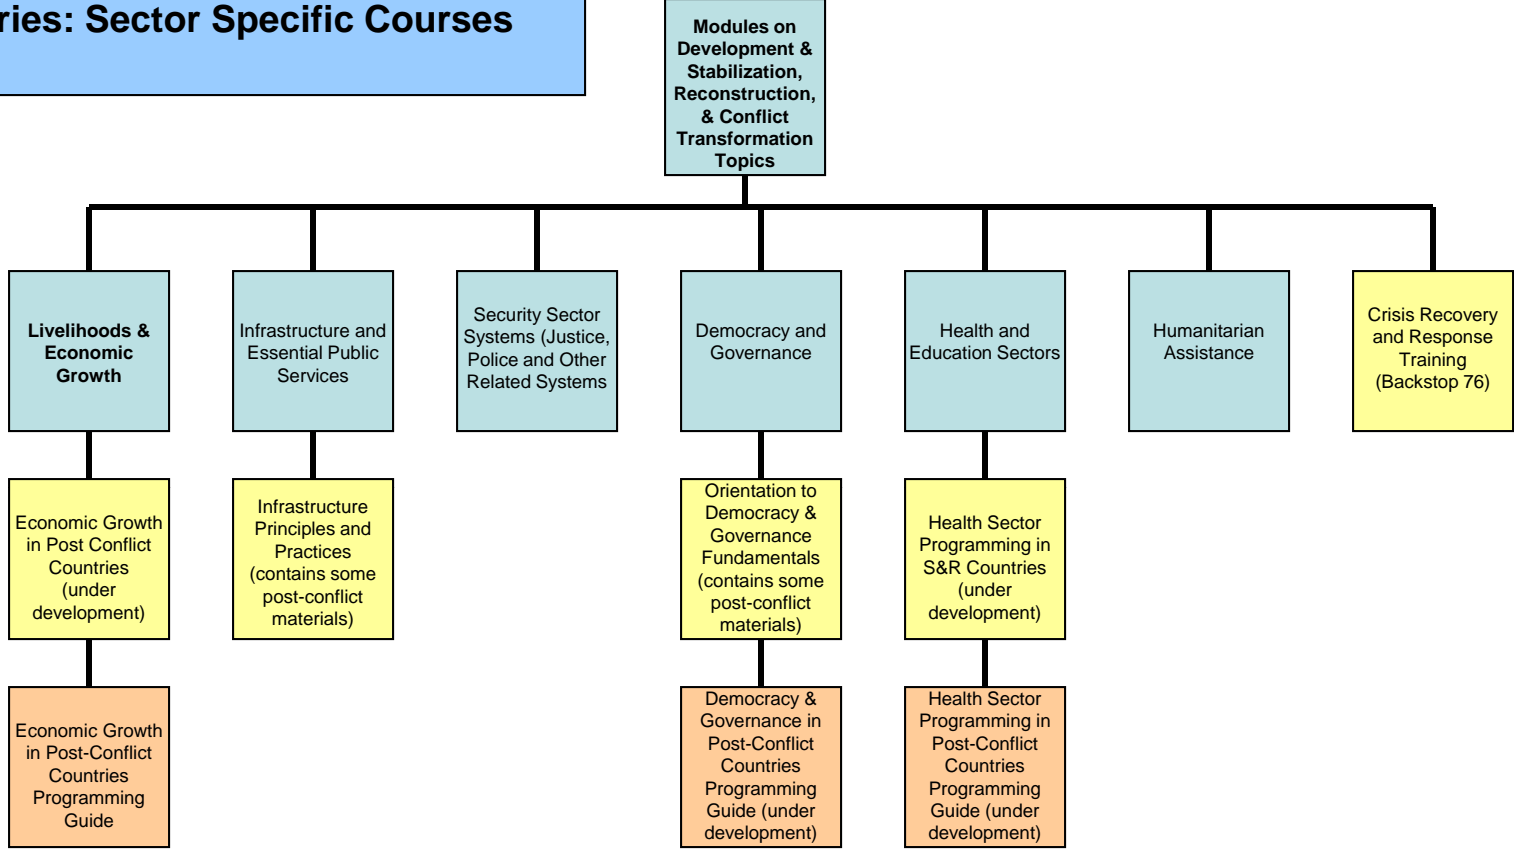 ries: Sector Specific Courses
Modules on
Development &
Stabilization,
Reconstruction,
& Conflict
Transformation
Topics
Livelihoods &
Economic
Growth
Infrastructure and
Essential Public
Services
Security Sector
Systems (Justice,
Police and Other
Related Systems
Democracy and
Governance
Health and
Education Sectors
Humanitarian
Assistance
Crisis Recovery
and Response
Training
(Backstop 76)
Economic Growth
in Post Conflict
Countries
(under
development)
Infrastructure
Principles and
Practices
(contains some
post-conflict
materials)
Orientation to
Democracy &
Governance
Fundamentals
(contains some
post-conflict
materials)
Health Sector
Programming in
S&R Countries
(under
development)
Economic Growth
in Post-Conflict
Countries
Programming
Guide
Democracy &
Governance in
Post-Conflict
Countries
Programming
Guide (under
development)
Health Sector
Programming in
Post-Conflict
Countries
Programming
Guide (under
development)